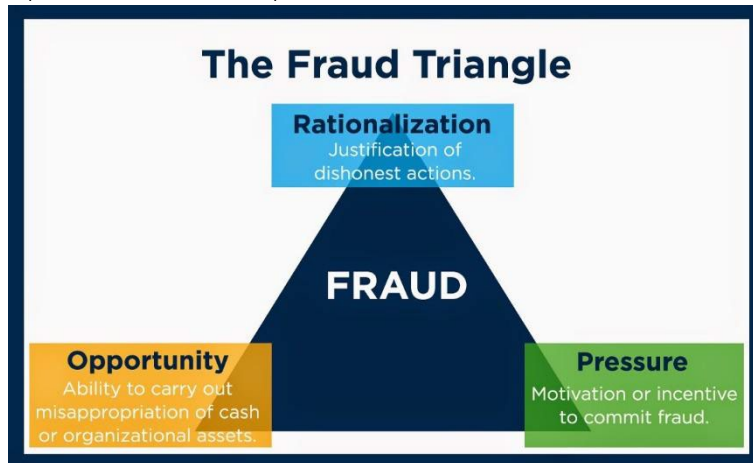 The Fraud Triangle
Rationalization
Justification of
dishonest actions.
FRAUD
Opportunity
Ability to carry out
misappropriation of cash
or organizational assets.
Pressure
Motivation or incentive
to commit fraud.